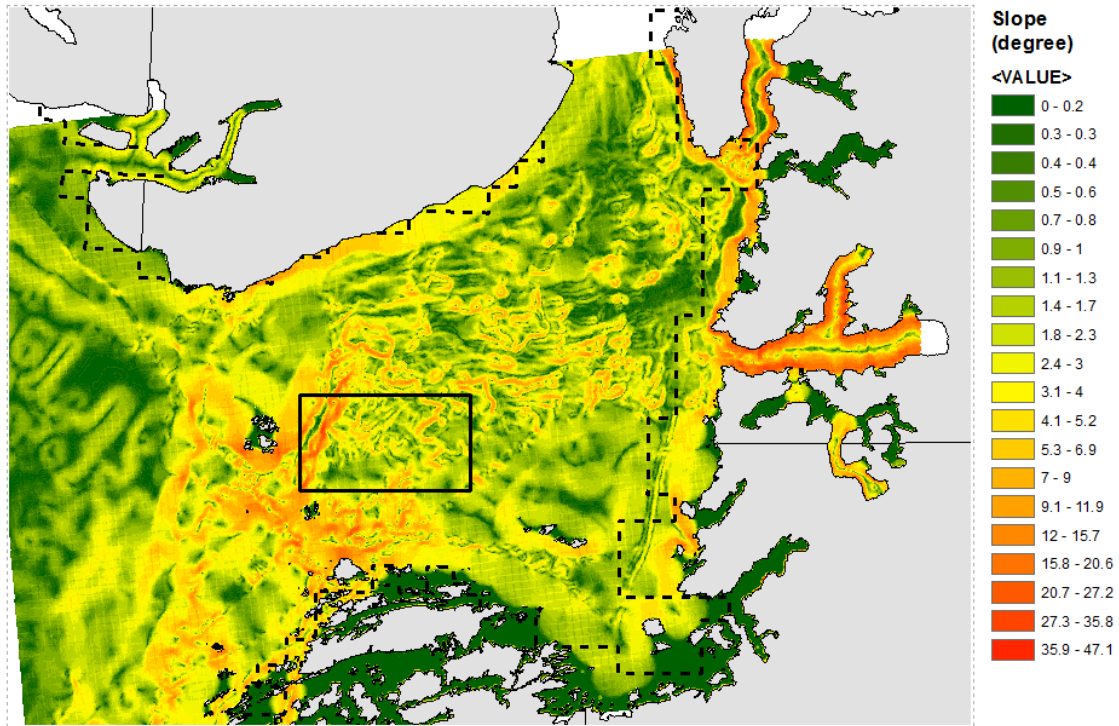 Slope
(degree)
<VALUE>
0 - 0.2
0.3 - 0.3
0.4 - 0.4
0.5 - 0.6
0.7 - 0.8
0.9 - 1
1.1 - 1.3
1.4 - 1.7
1.8 - 2.3
2.4 - 3
3.1 - 4
4.1 - 5.2
5.3 - 6.9
7 - 9
9.1 - 11.9
12 - 15.7
15.8 - 20.6
20.7 - 27.2
27.3 - 35.8
35.9 - 47.1